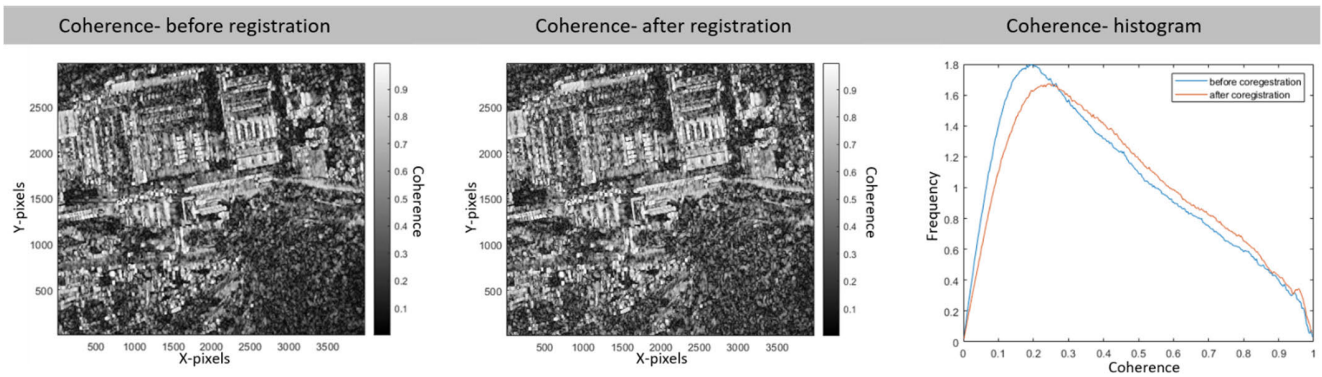 Coherence- before registration
Coherence- after registration
Coherence- histogram
2500
2000
1500
1000
500
Y-pixels
500 1000 1500 2000 2500 3000 3500
X-pixels
0.9
0.8
0.7
0.6
0.5
0.4
0.3
0.2
0.1
Coherence
2500
2000
1500
1000
500
Y-pixels
500 1000 1500 2000 2500 3000 3500
X-pixels
0.9
0.8
0.7
0.6
0.5
0.4
0.3
0.2
0.1
Coherence
1.8
1.6
1.4
1.2
1
0.8
0.6
0.4
0.2
0
Frequency
before coregestration
after coregistration
0 0.1 0.2 0.3 0.4 0.5 0.6 0.7 0.8 0.9 1
Coherence